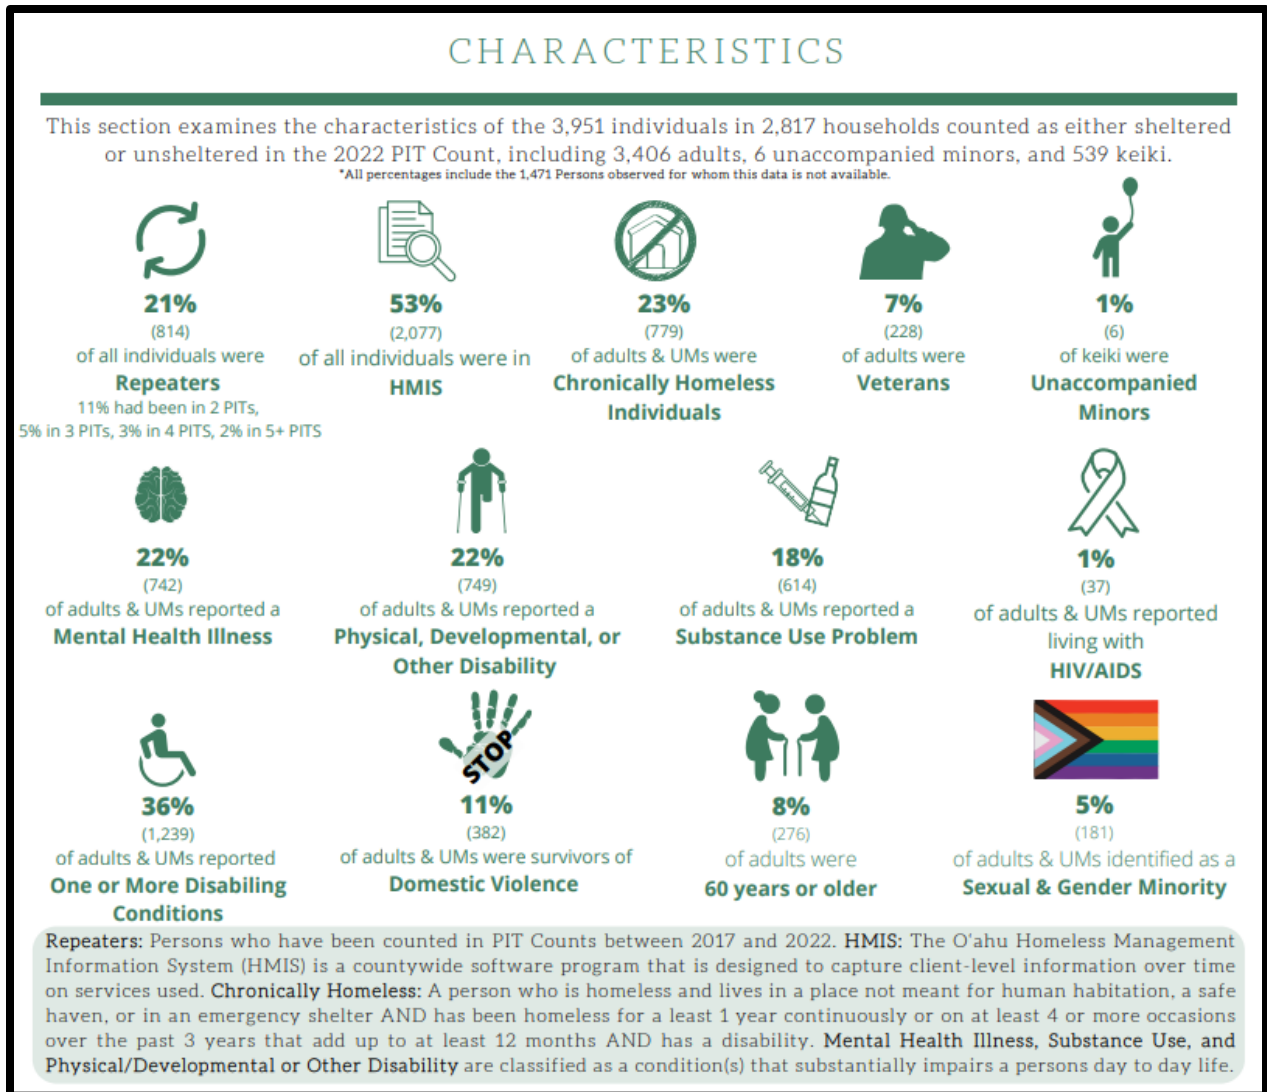 CHARACTERISTICS
This section examines the characteristics of the 3,951 individuals in 2,817 households counted as either sheltered
or unsheltered in the 2022 PIT Count, including 3,406 adults, 6 unaccompanied minors, and 539 keiki.
*All percentages include the 1,471 Persons observed for whom this data is not available.
21%
(814)
of all individuals were
Repeaters
11% had been in 2 PITs,
5% in 3 PITs, 3% in 4 PITS, 2% in 5+ PITS
53%
(2,077)
of all individuals were in
HMIS
23%
(779)
of adults & UMs were
Chronically Homeless
Individuals
7%
(228)
of adults were
Veterans
1%
(6)
of keiki were
Unaccompanied
Minors
22%
(742)
of adults & UMs reported a
Mental Health Illness
22%
(749)
of adults & UMs reported a
Physical, Developmental, or
Other Disability
18%
(614)
of adults & UMs reported a
Substance Use Problem
1%
(37)
of adults & UMs reported
living with
HIV/AIDS
36%
(1,239)
of adults & UMs reported
One or More Disabiling
Conditions
STOP
11%
(382)
of adults & UMs were survivors of
Domestic Violence
8%
(276)
of adults were
60 years or older
5%
(181)
of adults & UMs identified as a
Sexual & Gender Minority
Repeaters: Persons who have been counted in PIT Counts between 2017 and 2022. HMIS: The O'ahu Homeless Management
Information System (HMIS) is a countywide software program that is designed to capture client-level information over time
on services used. Chronically Homeless: A person who is homeless and lives in a place not meant for human habitation, a safe
haven, or in an emergency shelter AND has been homeless for a least 1 year continuously or on at least 4 or more occasions
over the past 3 years that add up to at least 12 months AND has a disability. Mental Health Illness, Substance Use, and
Physical/Developmental or Other Disability are classified as a condition(s) that substantially impairs a persons day to day life.